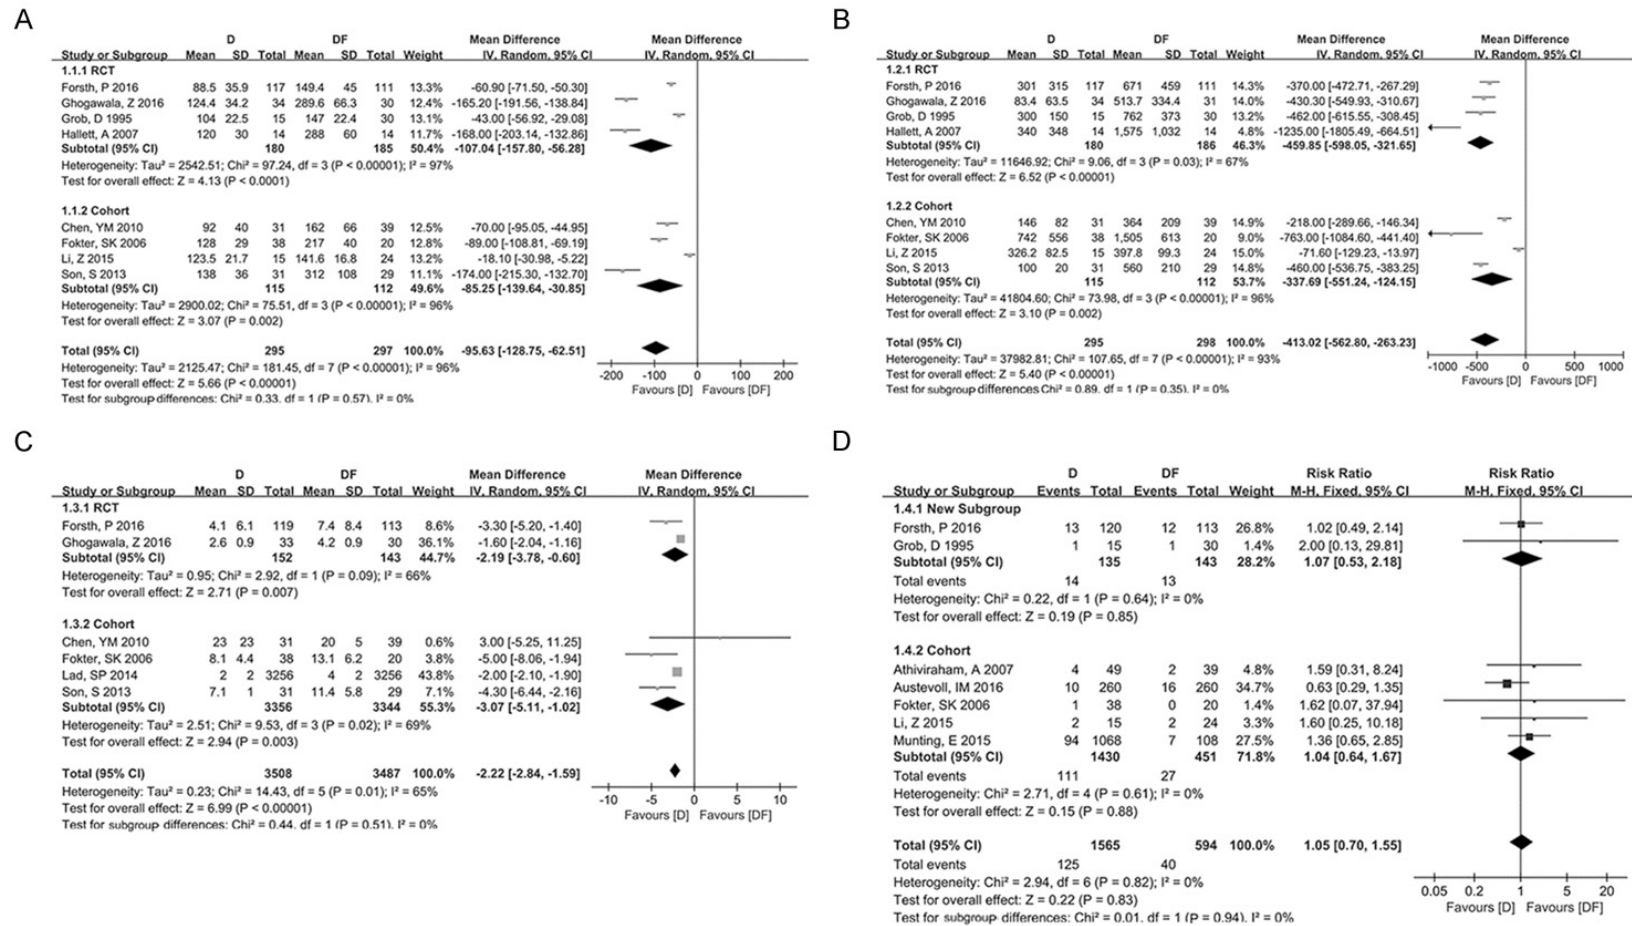 A
D DF Mean Difference Mean Difference
Study or Subgroup Mean SD Total Mean SD Total Weight IV, Random, 95% CI IV, Random, 95% CI
1.1.1 RCT
Forsth, P 2016 88.5 35.9 117 149.4 45 111 13.3% -60.90 [-71.50, -50.30]
Ghogawala, Z 2016 124.4 34.2 34 289.6 66.3 30 12.4% -165.20 [-191.56, -138.84]
Grob, D 1995 104 22.5 15 147 22.4 30 13.1% -43.00 [-56.92, -29.08]
Hallett, A 2007 120 30 14 288 60 14 11.7% -168.00 [-203.14, -132.86]
Subtotal (95% CI) 180 185 50.4% -107.04 [-157.80, -56.28]
Heterogeneity: Tau² = 2542.51; Chi² = 97.24, df = 3 (P < 0.00001); I² = 97%
Test for overall effect: Z = 4.13 (P < 0.0001)
1.1.2 Cohort
Chen, YM 2010 92 40 31 162 66 39 12.5% -70.00 [-95.05, -44.95]
Fokter, SK 2006 128 29 38 217 40 20 12.8% -89.00 [-108.81, -69.19]
Li, Z 2015 123.5 21.7 15 141.6 16.8 24 13.2% -18.10 [-30.98, -5.22]
Son, S 2013 138 36 31 312 108 29 11.1% -174.00 [-215.30, -132.70]
Subtotal (95% CI) 115 112 49.6% -85.25 [-139.64, -30.85]
Heterogeneity: Tau² = 2900.02; Chi² = 75.51, df = 3 (P < 0.00001); I² = 96%
Test for overall effect: Z = 3.07 (P = 0.002)
Total (95% CI) 295 297 100.0% -95.63 [-128.75, -62.51]
Heterogeneity: Tau² = 2125.47; Chi² = 181.45, df = 7 (P < 0.00001); I² = 96%
Test for overall effect: Z = 5.66 (P < 0.00001)
Test for subgroup differences: Chi² = 0.33. df = 1 (P = 0.57). I² = 0%
-200 -100 0 100 200
Favours [D] Favours [DF]
B
D DF Mean Difference Mean Difference
Study or Subgroup Mean SD Total Mean SD Total Weight IV, Random, 95% CI IV, Random, 95% CI
1.2.1 RCT
Forsth, P 2016 301 315 117 671 459 111 14.3% -370.00 [-472.71, -267.29]
Ghogawala, Z 2016 83.4 63.5 34 513.7 334.4 31 14.0% -430.30 [-549.93, -310.67]
Grob, D 1995 300 150 15 762 373 30 13.2% -462.00 [-615.55, -308.45]
Hallett, A 2007 340 348 14 1,575 1,032 14 4.8% -1235.00 [-1805.49, -664.51]
Subtotal (95% CI) 180 186 46.3% -459.85 [-598.05, -321.65]
Heterogeneity: Tau² = 11646.92; Chi² = 9.06, df = 3 (P = 0.03); I² = 67%
Test for overall effect: Z = 6.52 (P < 0.00001)
1.2.2 Cohort
Chen, YM 2010 146 82 31 364 209 39 14.9% -218.00 [-289.66, -146.34]
Fokter, SK 2006 742 556 38 1,505 613 20 9.0% -763.00 [-1084.60, -441.40]
Li, Z 2015 326.2 82.5 15 397.8 99.3 24 15.0% -71.60 [-129.23, -13.97]
Son, S 2013 100 20 31 560 210 29 14.8% -460.00 [-536.75, -383.25]
Subtotal (95% CI) 115 112 53.7% -337.69 [-551.24, -124.15]
Heterogeneity: Tau² = 41804.60; Chi² = 73.98, df = 3 (P < 0.00001); I² = 96%
Test for overall effect: Z = 3.10 (P = 0.002)
Total (95% CI) 295 298 100.0% -413.02 [-562.80, -263.23]
Heterogeneity: Tau² = 37982.81; Chi² = 107.65, df = 7 (P < 0.00001); I² = 93%
Test for overall effect: Z = 5.40 (P < 0.00001)
Test for subgroup differences Chi² = 0.89. df = 1 (P = 0.35). I² = 0%
-1000 -500 0 500 1000
Favours [D] Favours [DF]
C
D DF Mean Difference Mean Difference
Study or Subgroup Mean SD Total Mean SD Total Weight IV, Random, 95% CI IV, Random, 95% CI
1.3.1 RCT
Forsth, P 2016 4.1 6.1 119 7.4 8.4 113 8.6% -3.30 [-5.20, -1.40]
Ghogawala, Z 2016 2.6 0.9 33 4.2 0.9 30 36.1% -1.60 [-2.04, -1.16]
Subtotal (95% CI) 152 143 44.7% -2.19 [-3.78, -0.60]
Heterogeneity: Tau² = 0.95; Chi² = 2.92, df = 1 (P = 0.09); I² = 66%
Test for overall effect: Z = 2.71 (P = 0.007)
1.3.2 Cohort
Chen, YM 2010 23 23 31 20 5 39 0.6% 3.00 [-5.25, 11.25]
Fokter, SK 2006 8.1 4.4 38 13.1 6.2 20 3.8% -5.00 [-8.06, -1.94]
Lad, SP 2014 2 2 3256 4 2 3256 43.8% -2.00 [-2.10, -1.90]
Son, S 2013 7.1 1 31 11.4 5.8 29 7.1% -4.30 [-6.44, -2.16]
Subtotal (95% CI) 3356 3344 55.3% -3.07 [-5.11, -1.02]
Heterogeneity: Tau² = 2.51; Chi² = 9.53, df = 3 (P = 0.02); I² = 69%
Test for overall effect: Z = 2.94 (P = 0.003)
Total (95% CI) 3508 3487 100.0% -2.22 [-2.84, -1.59]
Heterogeneity: Tau² = 0.23; Chi² = 14.43, df = 5 (P = 0.01); I² = 65%
Test for overall effect: Z = 6.99 (P < 0.00001)
Test for subgroup differences: Chi² = 0.44. df = 1 (P = 0.51). I² = 0%
-10 -5 0 5 10
Favours [D] Favours [DF]
D
D DF Risk Ratio Risk Ratio
Study or Subgroup Events Total Events Total Weight M-H, Fixed, 95% CI M-H, Fixed, 95% CI
1.4.1 New Subgroup
Forsth, P 2016 13 120 12 113 26.8% 1.02 [0.49, 2.14]
Grob, D 1995 1 15 1 30 1.4% 2.00 [0.13, 29.81]
Subtotal (95% CI) 135 143 28.2% 1.07 [0.53, 2.18]
Total events 14 13
Heterogeneity: Chi² = 0.22, df = 1 (P = 0.64); I² = 0%
Test for overall effect: Z = 0.19 (P = 0.85)
1.4.2 Cohort
Athiviraham, A 2007 4 49 2 39 4.8% 1.59 [0.31, 8.24]
Austevoll, IM 2016 10 260 16 260 34.7% 0.63 [0.29, 1.35]
Fokter, SK 2006 1 38 0 20 1.4% 1.62 [0.07, 37.94]
Li, Z 2015 2 15 2 24 3.3% 1.60 [0.25, 10.18]
Munting, E 2015 94 1068 7 108 27.5% 1.36 [0.65, 2.85]
Subtotal (95% CI) 1430 451 71.8% 1.04 [0.64, 1.67]
Total events 111 27
Heterogeneity: Chi² = 2.71, df = 4 (P = 0.61); I² = 0%
Test for overall effect: Z = 0.15 (P = 0.88)
Total (95% CI) 1565 594 100.0% 1.05 [0.70, 1.55]
Total events 125 40
Heterogeneity: Chi² = 2.94, df = 6 (P = 0.82); I² = 0%
Test for overall effect: Z = 0.22 (P = 0.83)
Test for subgroup differences: Chi² = 0.01. df = 1 (P = 0.94). I² = 0%
0.05 0.2 1 5 20
Favours [D] Favours [DF]